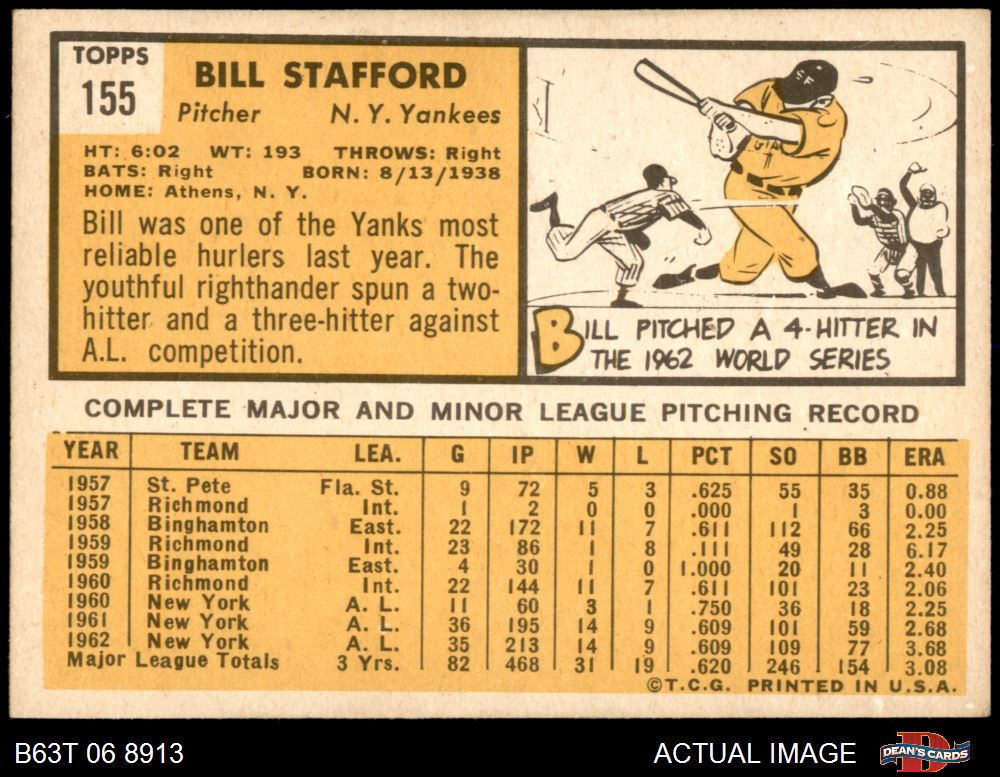 TOPPS
155
BILL STAFFORD
Pitcher N. Y. Yankees
HT: 6:02 WT: 193 THROWS: Right
BATS: Right BORN: 8/13/1938
HOME: Athens, N. Y.
Bill was one of the Yanks most
reliable hurlers last year. The
youthful righthander spun a two-
hitter and a three-hitter against
A.L. competition.
SF
GIA
BILL PITCHED A 4-HITTER IN
THE 1962 WORLD SERIES
COMPLETE MAJOR AND MINOR LEAGUE PITCHING RECORD
YEAR TEAM LEA. G IP W L PCT SO BB ERA
1957 St. Pete Fla. St. 9 72 5 3 .625 55 35 0.88
1957 Richmond Int. 1 2 0 0 .000 1 3 0.00
1958 Binghamton East. 22 172 11 7 .611 112 66 2.25
1959 Richmond Int. 23 86 1 8 .111 49 28 6.17
1959 Binghamton East. 4 30 1 0 1.000 20 11 2.40
1960 Richmond Int. 22 144 11 7 .611 101 23 2.06
1960 New York A. L. 11 60 3 1 .750 36 18 2.25
1961 New York A. L. 36 195 14 9 .609 101 59 2.68
1962 New York A. L. 35 213 14 9 .609 109 77 3.68
Major League Totals 3 Yrs. 82 468 31 19 .620 246 154 3.08
©T.C.G. PRINTED IN U.S.A.
B63T 06 8913 ACTUAL IMAGE DEAN'S CARDS